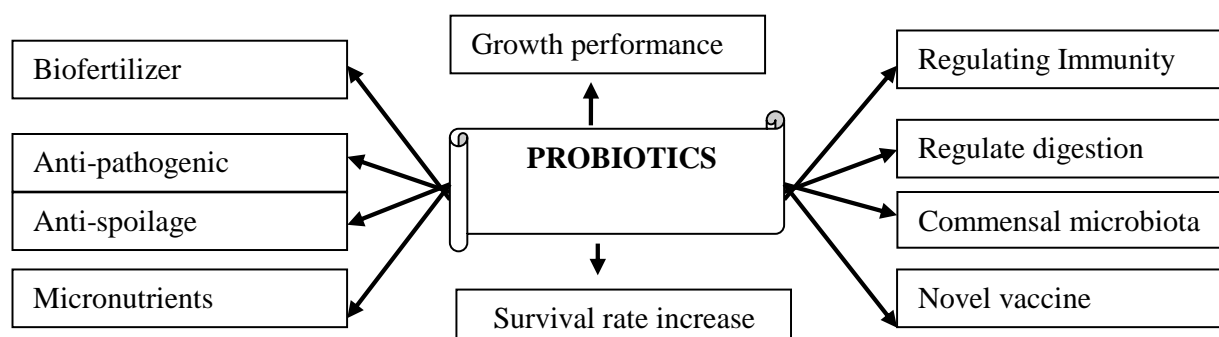 Growth performance
Biofertilizer
Regulating Immunity
PROBIOTICS
Anti-pathogenic
Regulate digestion
Anti-spoilage
Commensal microbiota
Micronutrients
Novel vaccine
Survival rate increase